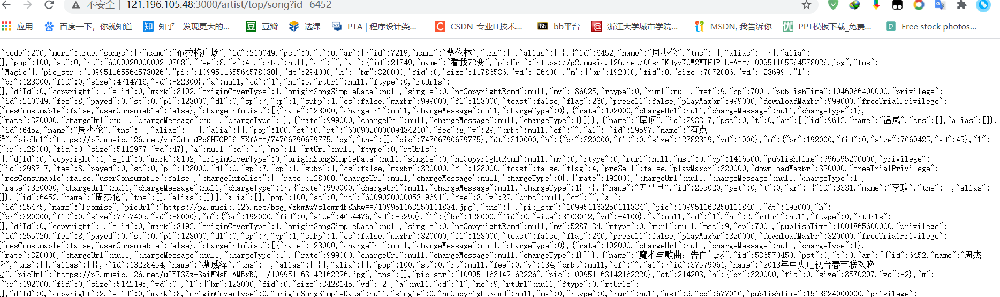 不安全 | 121.196.105.48:3000/artist/top/song?id=6452
应用 百度一下，你就知道 知乎 - 发现更大的... 豆瓣 选课 PTA | 程序设计类... CSDN-专业IT技术... bb平台 浙江大学城市学院... MSDN, 我告诉你 PPT模板下载_免费... Free stock photos...
{"code":200,"more":true,"songs":[{"name":"布拉格广场","id":210049,"pst":0,"t":0,"ar":[{"id":7219,"name":"蔡依林","tns":[],"alias":[]},{"id":6452,"name":"周杰伦","tns":[],"alias":[]}],"alia":
[],"pop":100,"st":0,"rt":"600902000000210868","fee":8,"v":41,"crbt":null,"cf":"","al":{"id":21349,"name":"看我72变","picUrl":"https://p2.music.126.net/06shJKdyvKOW2MTH1P_L-A==/109951165564578026.jpg","tns":
["Magic"],"pic_str":"109951165564578026","pic":109951165564578030},"dt":294000,"h":{"br":320000,"fid":0,"size":11786586,"vd":-26400},"m":{"br":192000,"fid":0,"size":7072006,"vd":-23699},"l":
{"br":128000,"fid":0,"size":4714716,"vd":-22300},"a":null,"cd":"1","no":5,"rtUrl":null,"ftype":0,"rtUrls":
[],"djId":0,"copyright":1,"s_id":0,"mark":8192,"originCoverType":1,"originSongSimpleData":null,"single":0,"noCopyrightRcmd":null,"mv":186025,"rtype":0,"rurl":null,"mst":9,"cp":7001,"publishTime":1046966400000,"privilege":
{"id":210049,"fee":8,"payed":0,"st":0,"pl":128000,"dl":0,"sp":7,"cp":1,"subp":1,"cs":false,"maxbr":999000,"fl":128000,"toast":false,"flag":260,"preSell":false,"playMaxbr":999000,"downloadMaxbr":999000,"freeTrialPrivilege":
{"resConsumable":false,"userConsumable":false},"chargeInfoList":[{"rate":128000,"chargeUrl":null,"chargeMessage":null,"chargeType":0},{"rate":192000,"chargeUrl":null,"chargeMessage":null,"chargeType":1},
{"rate":320000,"chargeUrl":null,"chargeMessage":null,"chargeType":1},{"rate":999000,"chargeUrl":null,"chargeMessage":null,"chargeType":1}]}},{"name":"屋顶","id":298317,"pst":0,"t":0,"ar":[{"id":9612,"name":"温岚","tns":[],"alias":[]},
{"id":6452,"name":"周杰伦","tns":[],"alias":[]}],"alia":[],"pop":100,"st":0,"rt":"600902000009484210","fee":8,"v":29,"crbt":null,"cf":"","al":{"id":29597,"name":"有点
野","picUrl":"https://p2.music.126.net/vu3Cdo_dPq8HKOPI6_YXfA==/74766790689775.jpg","tns":[],"pic":74766790689775},"dt":319000,"h":{"br":320000,"fid":0,"size":12782319,"vd":1900},"m":{"br":192000,"fid":0,"size":7669425,"vd":45},"l":
{"br":128000,"fid":0,"size":5112977,"vd":47},"a":null,"cd":"1","no":11,"rtUrl":null,"ftype":0,"rtUrls":
[],"djId":0,"copyright":1,"s_id":0,"mark":8192,"originCoverType":0,"originSongSimpleData":null,"single":0,"noCopyrightRcmd":null,"mv":0,"rtype":0,"rurl":null,"mst":9,"cp":1416500,"publishTime":996595200000,"privilege":
{"id":298317,"fee":8,"payed":0,"st":0,"pl":128000,"dl":0,"sp":7,"cp":1,"subp":1,"cs":false,"maxbr":320000,"fl":128000,"toast":false,"flag":4,"preSell":false,"playMaxbr":320000,"downloadMaxbr":320000,"freeTrialPrivilege":
{"resConsumable":false,"userConsumable":false},"chargeInfoList":[{"rate":128000,"chargeUrl":null,"chargeMessage":null,"chargeType":0},{"rate":192000,"chargeUrl":null,"chargeMessage":null,"chargeType":1},
{"rate":320000,"chargeUrl":null,"chargeMessage":null,"chargeType":1},{"rate":999000,"chargeUrl":null,"chargeMessage":null,"chargeType":1}]}},{"name":"刀马旦","id":255020,"pst":0,"t":0,"ar":[{"id":8331,"name":"李玟","tns":[],"alias":
[]},{"id":6452,"name":"周杰伦","tns":[],"alias":[]}],"alia":[],"pop":100,"st":0,"rt":"600902000005319691","fee":8,"v":22,"crbt":null,"cf":"","al":
{"id":25475,"name":"Promise","picUrl":"https://p2.music.126.net/bsgJVzkmAwVslemr4b8hRw==/109951163250111834.jpg","tns":[],"pic_str":"109951163250111834","pic":109951163250111840},"dt":193000,"h":
{"br":320000,"fid":0,"size":7757405,"vd":-8000},"m":{"br":192000,"fid":0,"size":4654476,"vd":-5299},"l":{"br":128000,"fid":0,"size":3103012,"vd":-4100},"a":null,"cd":"1","no":2,"rtUrl":null,"ftype":0,"rtUrls":
[],"djId":0,"copyright":1,"s_id":0,"mark":8192,"originCoverType":1,"originSongSimpleData":null,"single":0,"noCopyrightRcmd":null,"mv":5287134,"rtype":0,"rurl":null,"mst":9,"cp":7001,"publishTime":1001865600000,"privilege":
{"id":255020,"fee":8,"payed":0,"st":0,"pl":128000,"dl":0,"sp":7,"cp":1,"subp":1,"cs":false,"maxbr":320000,"fl":128000,"toast":false,"flag":260,"preSell":false,"playMaxbr":320000,"downloadMaxbr":320000,"freeTrialPrivilege":
{"resConsumable":false,"userConsumable":false},"chargeInfoList":[{"rate":128000,"chargeUrl":null,"chargeMessage":null,"chargeType":0},{"rate":192000,"chargeUrl":null,"chargeMessage":null,"chargeType":1},
{"rate":320000,"chargeUrl":null,"chargeMessage":null,"chargeType":1},{"rate":999000,"chargeUrl":null,"chargeMessage":null,"chargeType":1}]}},{"name":"魔术与歌曲：告白气球","id":536570450,"pst":0,"t":0,"ar":[{"id":6452,"name":"周杰
伦","tns":[],"alias":[]},{"id":13228454,"name":"蔡威泽","tns":[],"alias":[]}],"alia":[],"pop":100,"st":0,"rt":null,"fee":0,"v":134,"crbt":null,"cf":"","al":{"id":37579061,"name":"2018年中央电视台春节联欢晚
会","picUrl":"https://p2.music.126.net/uIFI3Zx-3aiMNsF1AMBxBQ==/109951163142162226.jpg","tns":[],"pic_str":"109951163142162226","pic":109951163142162220},"dt":214203,"h":{"br":320000,"fid":0,"size":8570297,"vd":-2},"m":
{"br":192000,"fid":0,"size":5142195,"vd":0},"l":{"br":128000,"fid":0,"size":3428145,"vd":-2},"a":null,"cd":"1","no":9,"rtUrl":null,"ftype":0,"rtUrls":
[],"djId":0,"copyright":2,"s_id":0,"mark":8,"originCoverType":0,"originSongSimpleData":null,"single":0,"noCopyrightRcmd":null,"mv":0,"rtype":0,"rurl":null,"mst":9,"cp":677016,"publishTime":1518624000000,"privilege":